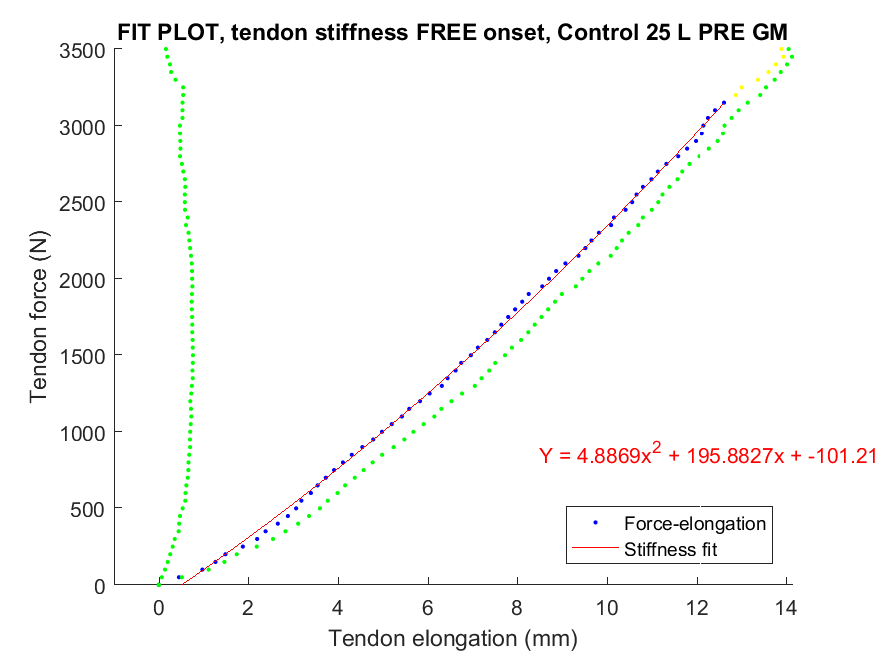 FIT PLOT, tendon stiffness FREE onset, Control 25 L PRE GM
3500
3000
2500
2000
1500
1000
500
0
Tendon force (N)
Y = 4.8869x² + 195.8827x + -101.21
Force-elongation
Stiffness fit
0 2 4 6 8 10 12 14
Tendon elongation (mm)